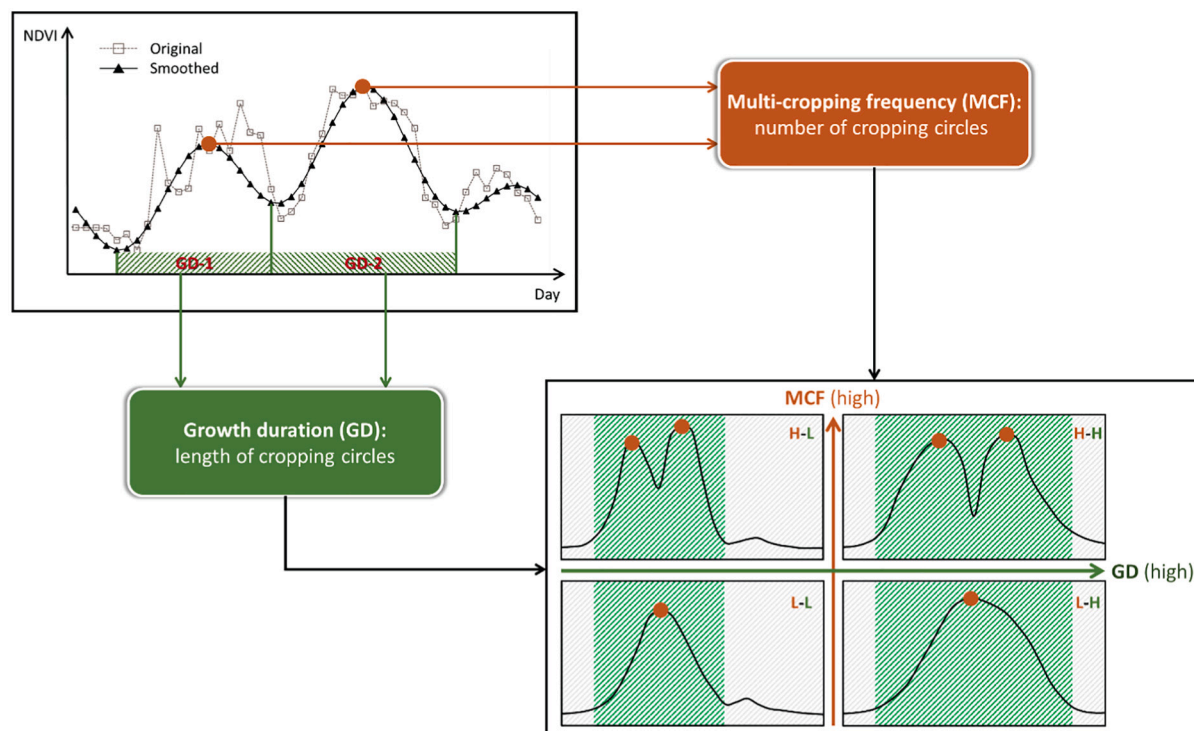 NDVI
Original
Smoothed
GD-1
GD-2
Day
Multi-cropping frequency (MCF):
number of cropping circles
Growth duration (GD):
length of cropping circles
MCF (high)
H-L
H-H
GD (high)
L-L
L-H